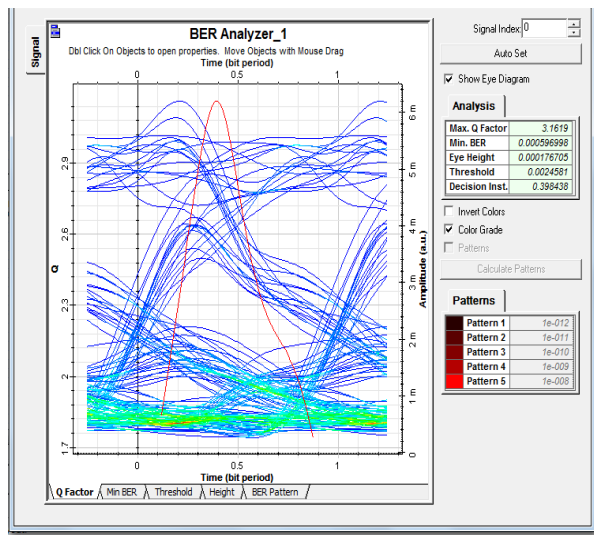 Signal
BER Analyzer_1
Dbl Click On Objects to open properties. Move Objects with Mouse Drag
Time (bit period)
0 0.5 1
Q
1.7 2 2.3 2.6 2.9
Amplitude (a.u.)
0 1 m 2 m 3 m 4 m 5 m 6 m
0 0.5 1
Time (bit period)
Q Factor Min BER Threshold Height BER Pattern
Signal Index: 0
Auto Set
Show Eye Diagram
Analysis
Max. Q Factor 3.1619
Min. BER 0.000596998
Eye Height 0.000176705
Threshold 0.0024581
Decision Inst. 0.398438
Invert Colors
Color Grade
Patterns
Calculate Patterns
Patterns
Pattern 1 1e-012
Pattern 2 1e-011
Pattern 3 1e-010
Pattern 4 1e-009
Pattern 5 1e-008